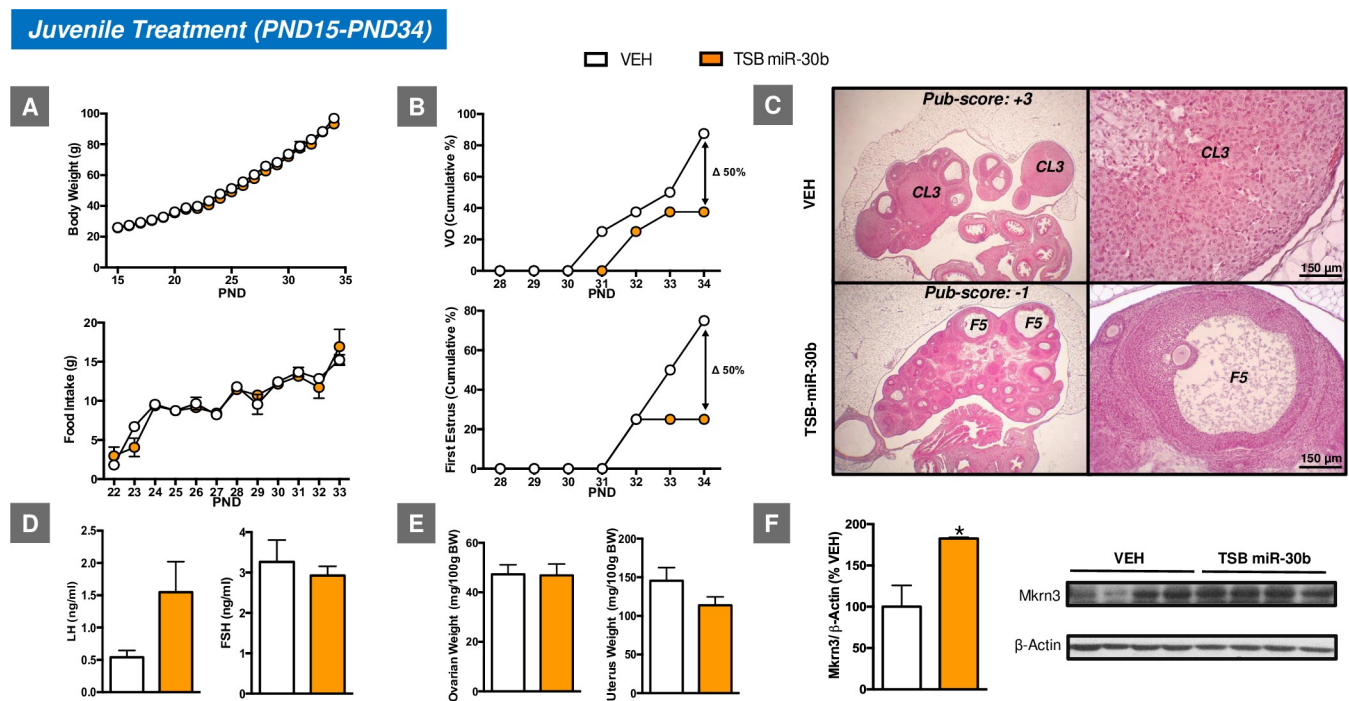 Juvenile Treatment (PND15-PND34)
VEH
TSB miR-30b
A
100
80
60
40
20
0
Body Weight (g)
15
20
25
30
35
PND
20
15
10
5
0
Food Intake (g)
22
23
24
25
26
27
28
29
30
31
32
33
PND
B
100
80
60
40
20
0
VO (Cumulative %)
Δ 50%
28
29
30
31
32
33
34
PND
80
60
40
20
0
First Estrus (Cumulative %)
Δ 50%
28
29
30
31
32
33
34
PND
C
VEH
Pub-score: +3
CL3
CL3
CL3
150 µm
TSB-miR-30b
Pub-score: -1
F5
F5
F5
150 µm
D
2.5
2.0
1.5
1.0
0.5
0.0
LH (ng/ml)
4
3
2
1
0
FSH (ng/ml)
E
60
40
20
0
Ovarian Weight (mg/100g BW)
200
150
100
50
0
Uterus Weight (mg/100g BW)
F
200
150
100
50
0
Mkrn3/ β-Actin (% VEH)
*
VEH
TSB miR-30b
Mkrn3
β-Actin